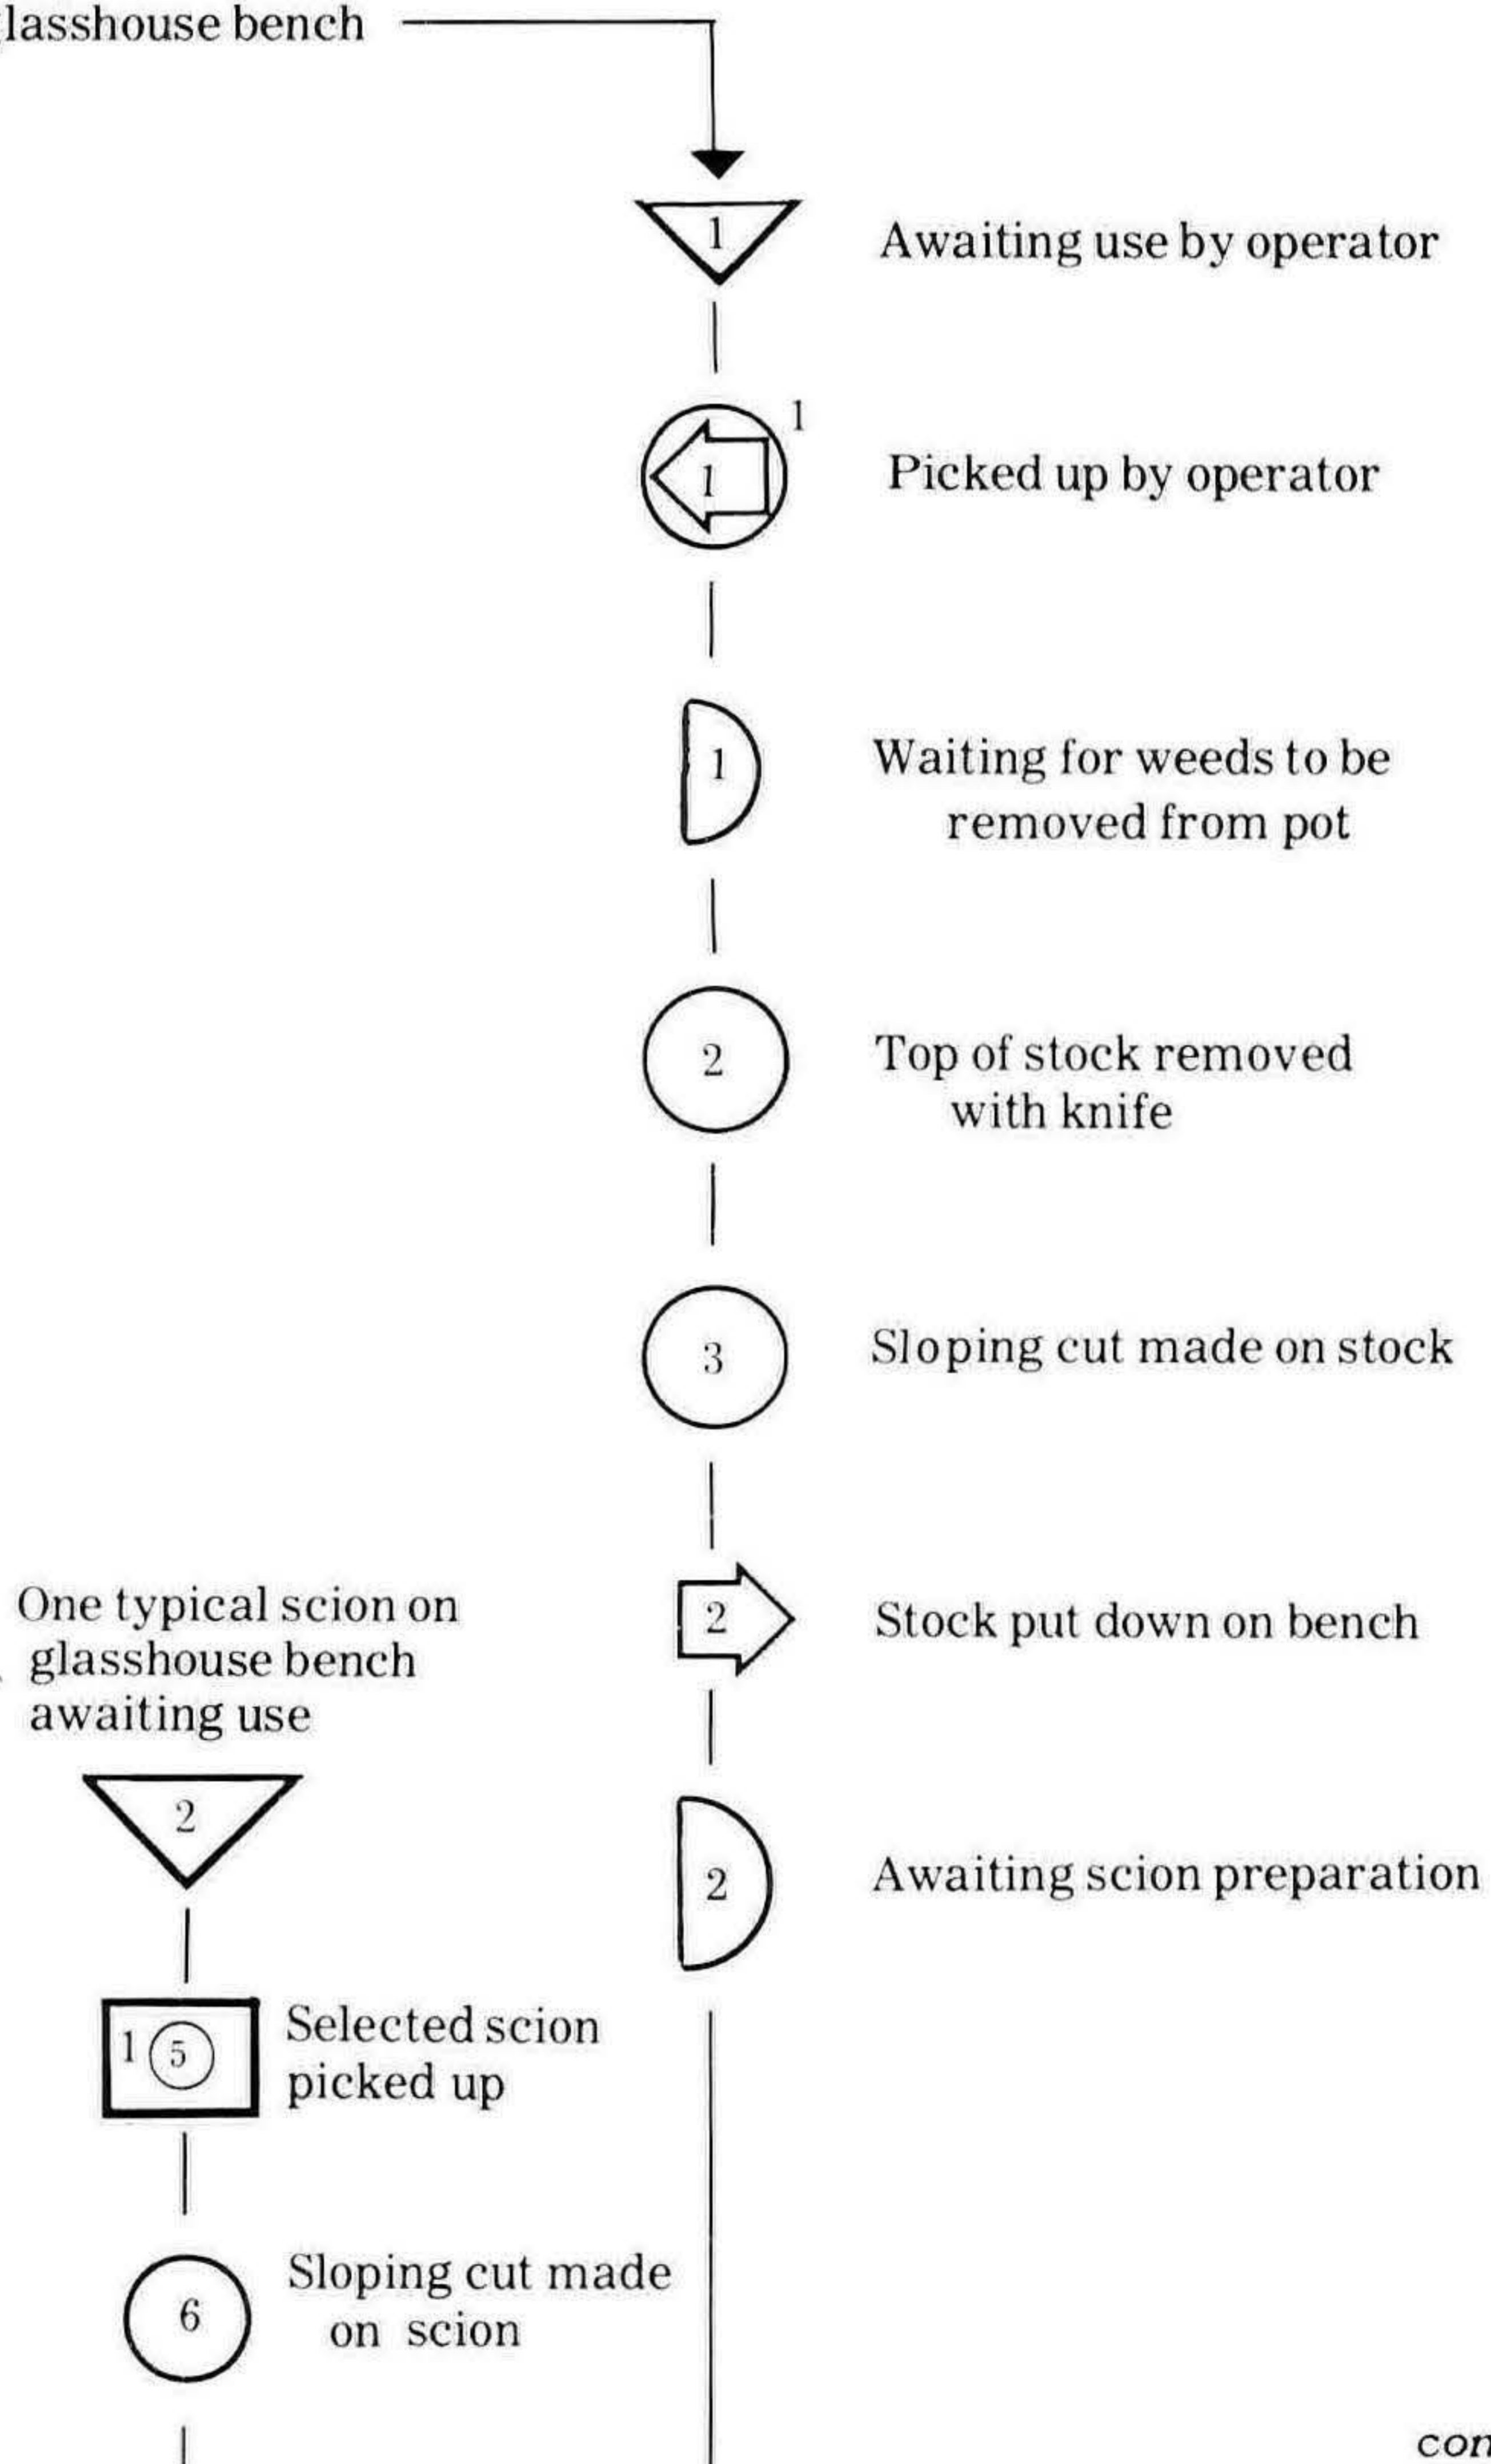 lasshouse bench
1
Awaiting use by operator
1
1
Picked up by operator
1
Waiting for weeds to be
removed from pot
2
Top of stock removed
with knife
3
Sloping cut made on stock
2
Stock put down on bench
One typical scion on
glasshouse bench
awaiting use
2
2
Awaiting scion preparation
1 5
Selected scion
picked up
6
Sloping cut made
on scion
con